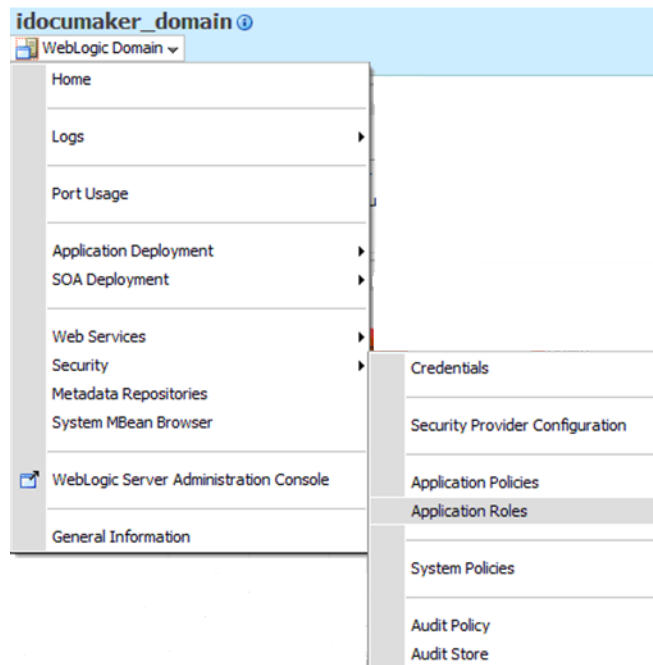 idocumaker_domain
WebLogic Domain
Home
Logs
Port Usage
Application Deployment
SOA Deployment
Web Services
Security
Metadata Repositories
System MBean Browser
WebLogic Server Administration Console
General Information
Credentials
Security Provider Configuration
Application Policies
Application Roles
System Policies
Audit Policy
Audit Store